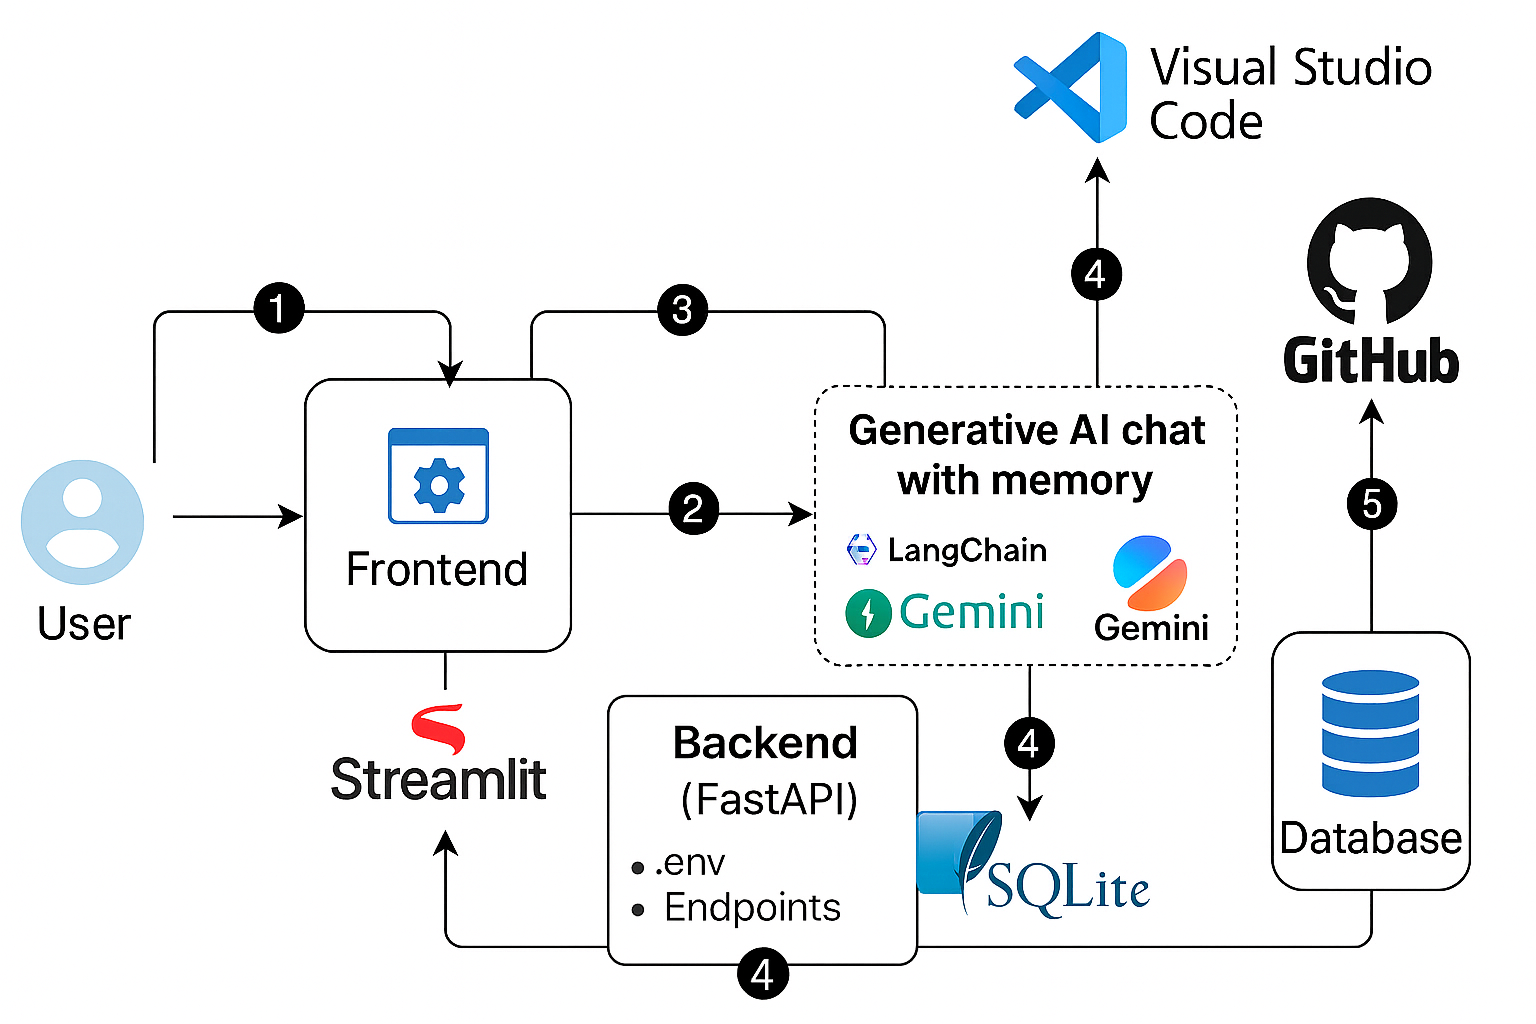 Visual Studio
Code
GitHub
1
3
4
Generative AI chat
with memory
LangChain
Gemini
Gemini
2
5
Frontend
User
Streamlit
Backend
(FastAPI)
• .env
• Endpoints
4
4
SQLite
Database